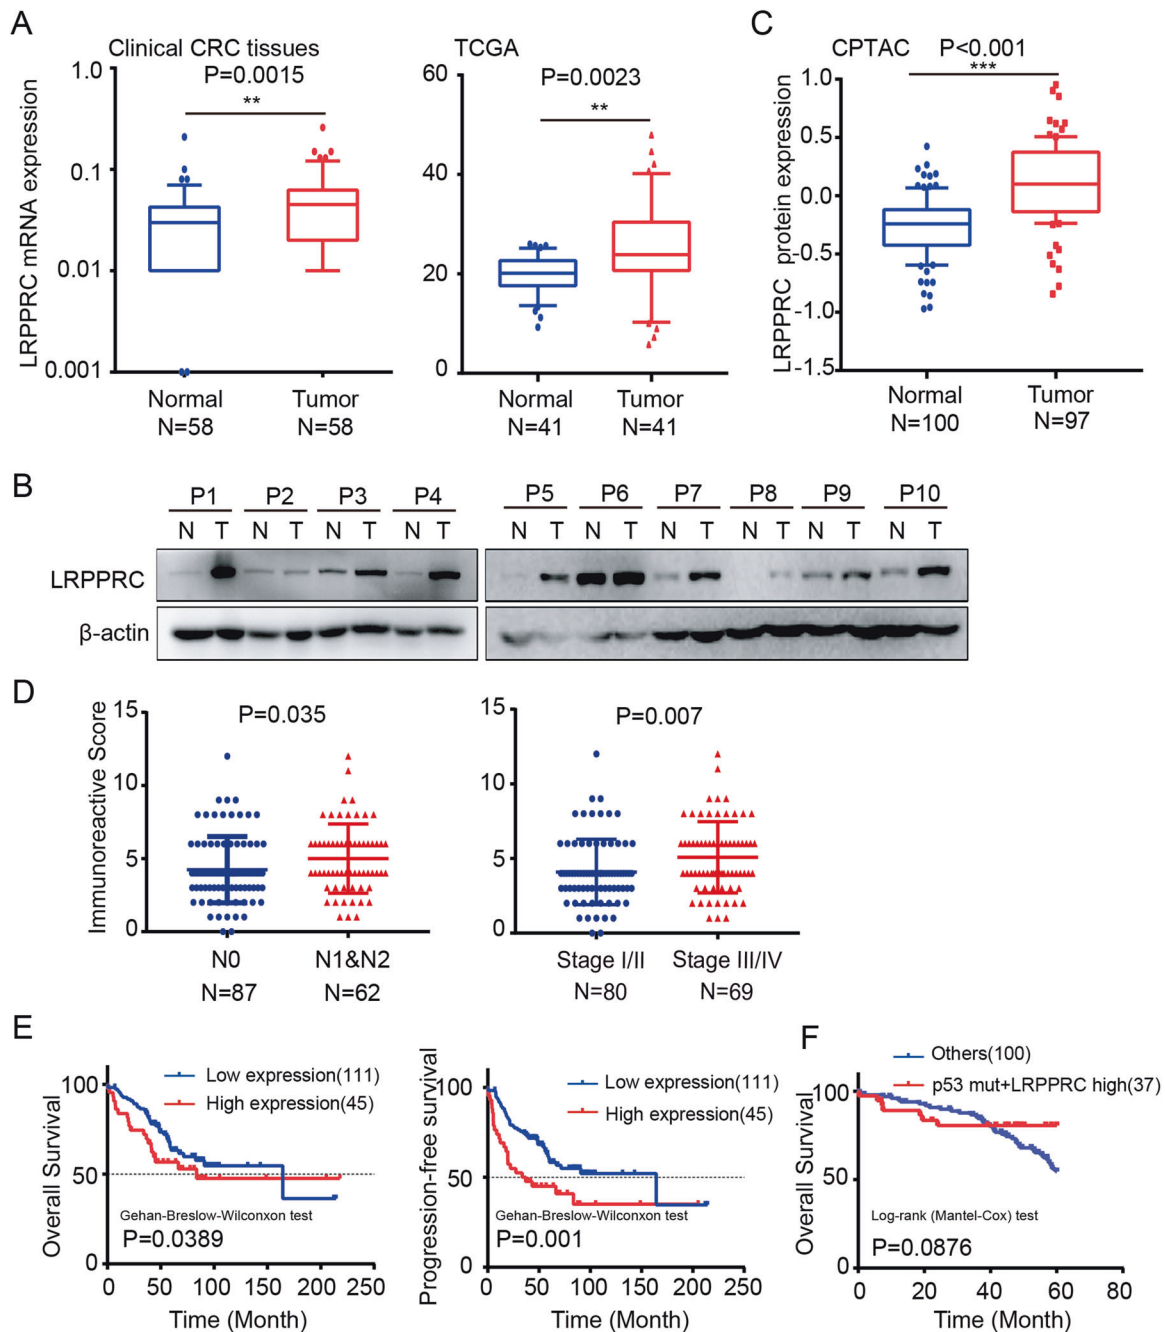 A
Clinical CRC tissues
P=0.0015
**
LRPPRC mRNA expression
1.0
0.1
0.01
0.001
Normal
N=58
Tumor
N=58
TCGA
P=0.0023
**
60
40
20
0
Normal
N=41
Tumor
N=41
C
CPTAC P<0.001
***
LRPPRC protein expression
1.0
0.5
0.0
-0.5
-1.0
-1.5
Normal
N=100
Tumor
N=97
B
P1 P2 P3 P4 P5 P6 P7 P8 P9 P10
N T N T N T N T N T N T N T N T N T N T
LRPPRC
β-actin
D
Immunoreactive Score
P=0.035
15
10
5
0
N0
N=87
N1&N2
N=62
P=0.007
15
10
5
0
Stage I/II
N=80
Stage III/IV
N=69
E
Overall Survival
Low expression(111)
High expression(45)
100
50
0
Gehan-Breslow-Wilconxon test
P=0.0389
0 50 100 150 200 250
Time (Month)
Progression-free survival
Low expression(111)
High expression(45)
100
50
0
Gehan-Breslow-Wilconxon test
P=0.001
0 50 100 150 200 250
Time (Month)
F
Overall Survival
Others(100)
p53 mut+LRPPRC high(37)
100
50
0
Log-rank (Mantel-Cox) test
P=0.0876
0 20 40 60 80
Time (Month)